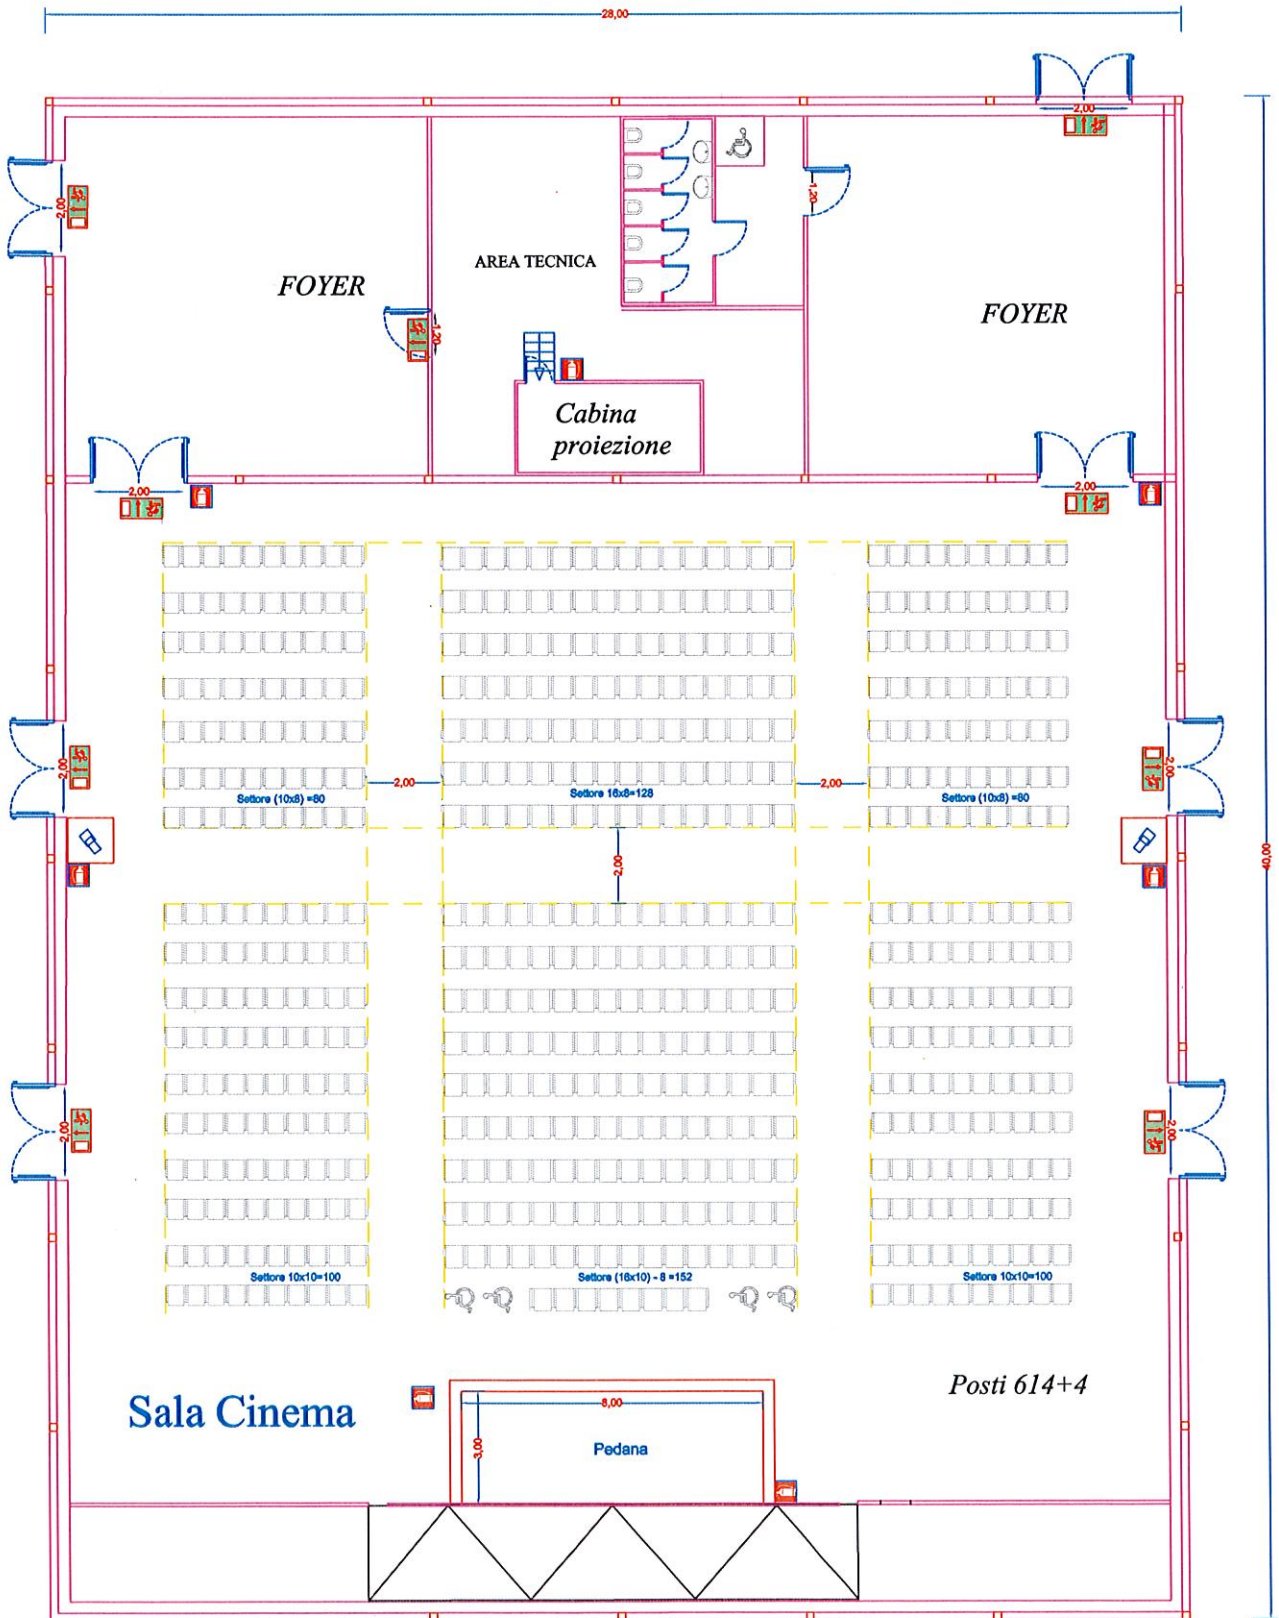 28,00
2,00
2,00
1,20
AREA TECNICA
FOYER
FOYER
1,20
Cabina
proiezione
2,00
2,00
2,00
2,00
2,00
2,00
Settore (10x8) =80
Settore 16x8=128
Settore (10x8) =80
2,00
40,00
2,00
2,00
Settore 10x10=100
Settore (16x10) - 8 =152
Settore 10x10=100
Posti 614+4
Sala Cinema
8,00
3,00
Pedana